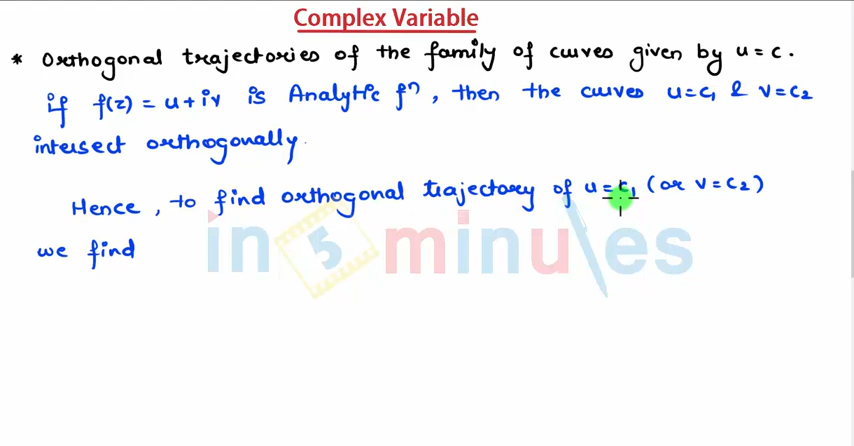 Complex Variable
* Orthogonal trajectories of the family of curves given by u = c.
if f(z) = u + iv is Analytic fⁿ, then the curves u = c₁ & v = c₂
intersect orthogonally.
Hence, to find orthogonal trajectory of u = c₁ (or v = c₂)
we find
in 5 minutes